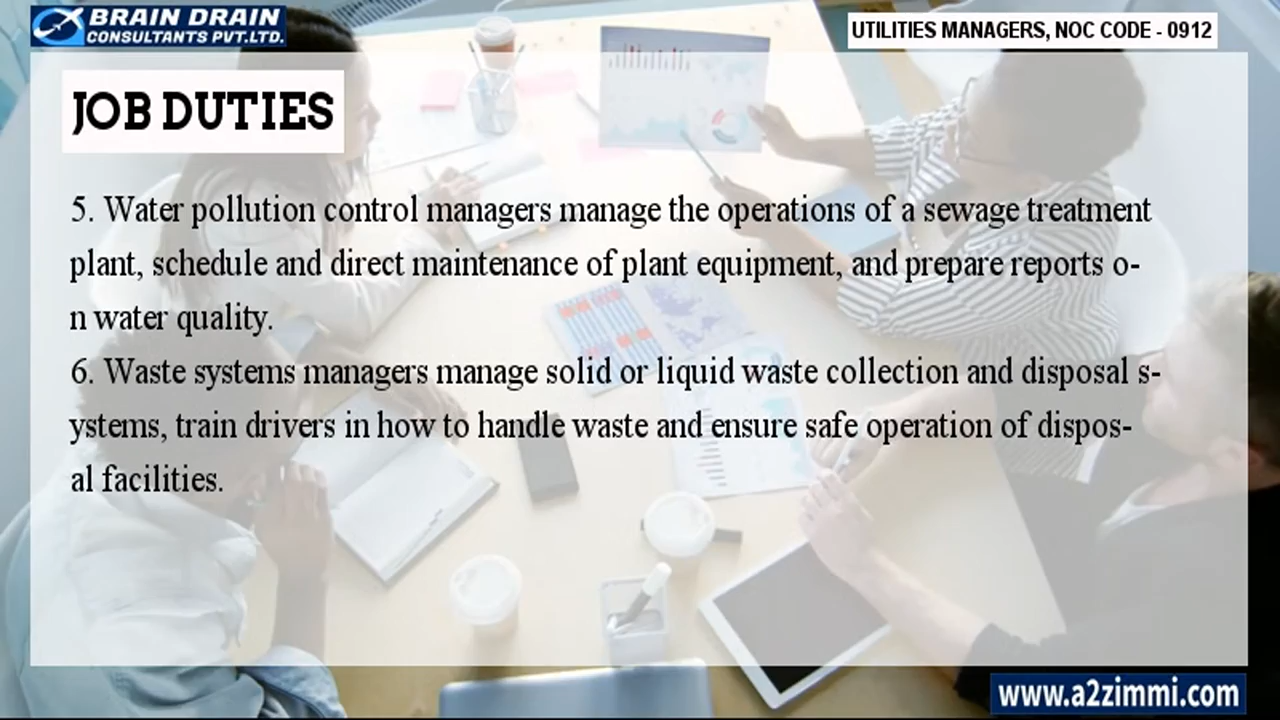 BRAIN DRAIN
CONSULTANTS PVT.LTD.
UTILITIES MANAGERS, NOC CODE - 0912
JOB DUTIES
5. Water pollution control managers manage the operations of a sewage treatment
plant, schedule and direct maintenance of plant equipment, and prepare reports o-
n water quality.
6. Waste systems managers manage solid or liquid waste collection and disposal s-
ystems, train drivers in how to handle waste and ensure safe operation of dispos-
al facilities.
www.a2zimmi.com